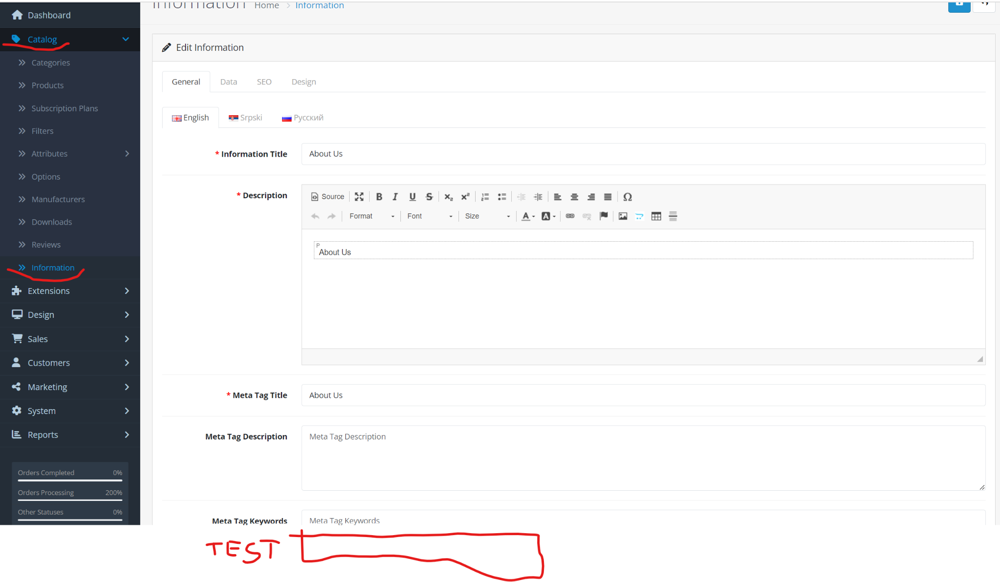 Information Home Information
Dashboard
Catalog
Categories
Products
Subscription Plans
Filters
Attributes
Options
Manufacturers
Downloads
Reviews
Information
Extensions
Design
Sales
Customers
Marketing
System
Reports
Orders Completed 0%
Orders Processing 200%
Other Statuses 0%
Edit Information
General Data SEO Design
English Srpski Русский
* Information Title About Us
* Description
Source B I U S x₂ x² Ω
Format Font Size A A
P
About Us
* Meta Tag Title About Us
Meta Tag Description Meta Tag Description
Meta Tag Keywords Meta Tag Keywords
TEST